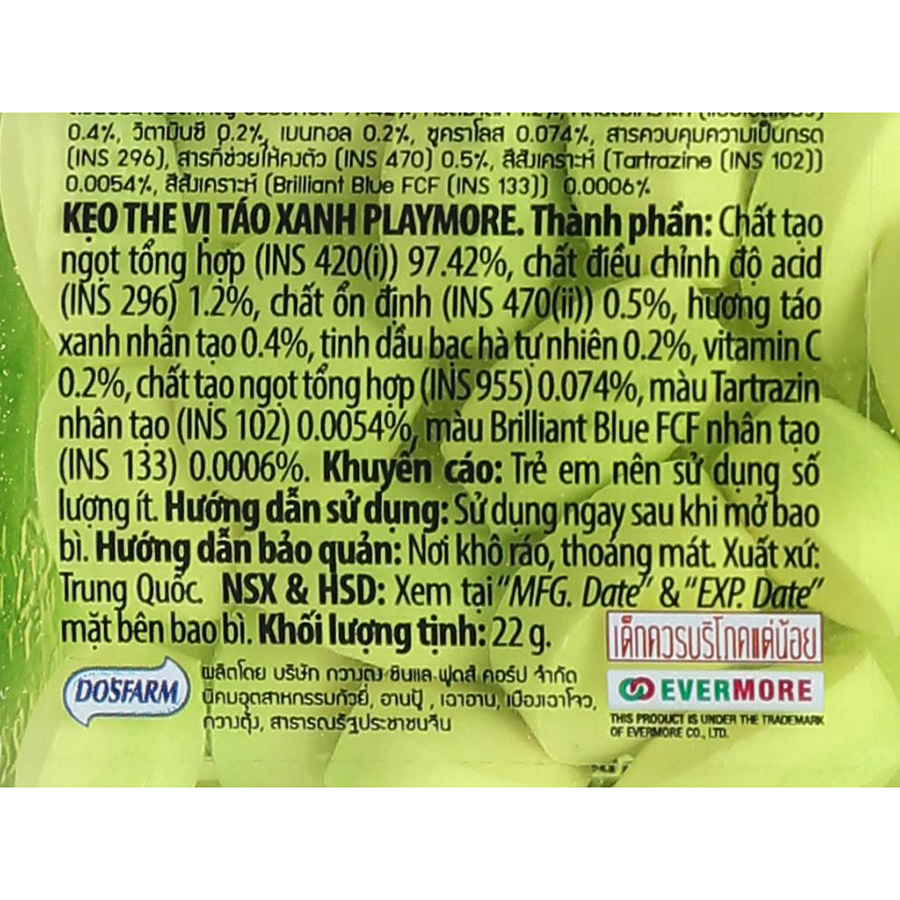 0.4%, วิตามินซี 0.2%, เมนทอล 0.2%, ซูคราโลส 0.074%, สารควบคุมความเป็นกรด
(INS 296), สารที่ช่วยให้คงตัว (INS 470) 0.5%, สีสังเคราะห์ (Tartrazine (INS 102))
0.0054%, สีสังเคราะห์ (Brilliant Blue FCF (INS 133)) 0.0006%
KẸO THE VỊ TÁO XANH PLAYMORE. Thành phần: Chất tạo
ngọt tổng hợp (INS 420(i)) 97.42%, chất điều chỉnh độ acid
(INS 296) 1.2%, chất ổn định (INS 470(ii)) 0.5%, hương táo
xanh nhân tạo 0.4%, tinh dầu bạc hà tự nhiên 0.2%, vitamin C
0.2%, chất tạo ngọt tổng hợp (INS 955) 0.074%, màu Tartrazin
nhân tạo (INS 102) 0.0054%, màu Brilliant Blue FCF nhân tạo
(INS 133) 0.0006%. Khuyến cáo: Trẻ em nên sử dụng số
lượng ít. Hướng dẫn sử dụng: Sử dụng ngay sau khi mở bao
bì. Hướng dẫn bảo quản: Nơi khô ráo, thoáng mát. Xuất xứ:
Trung Quốc. NSX & HSD: Xem tại "MFG. Date" & "EXP. Date"
mặt bên bao bì. Khối lượng tịnh: 22 g.
เด็กควรบริโภคแต่น้อย
DOSFARM
ผลิตโดย บริษัท กวางตุง ซินแล ฟูดส์ คอร์ป จำกัด
นิคมอุตสาหกรรมก้วยี่, อานปู้, เฉาอาน, เมืองเฉาโจว,
กวางตุ้ง, สาธารณรัฐประชาชนจีน
EVERMORE
THIS PRODUCT IS UNDER THE TRADEMARK
OF EVERMORE CO., LTD.